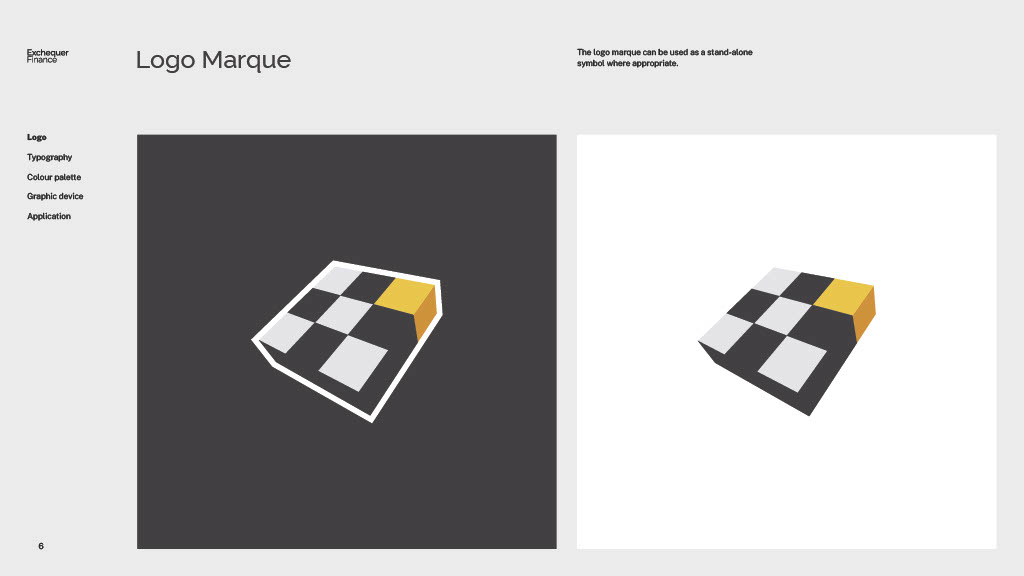 Exchequer
Finance
Logo Marque
The logo marque can be used as a stand-alone
symbol where appropriate.
Logo
Typography
Colour palette
Graphic device
Application
6